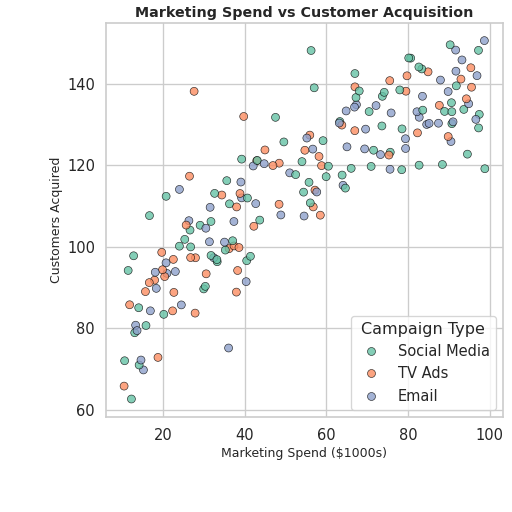 Marketing Spend vs Customer Acquisition
Customers Acquired
140
120
100
80
60
Campaign Type
Social Media
TV Ads
Email
20 40 60 80 100
Marketing Spend ($1000s)